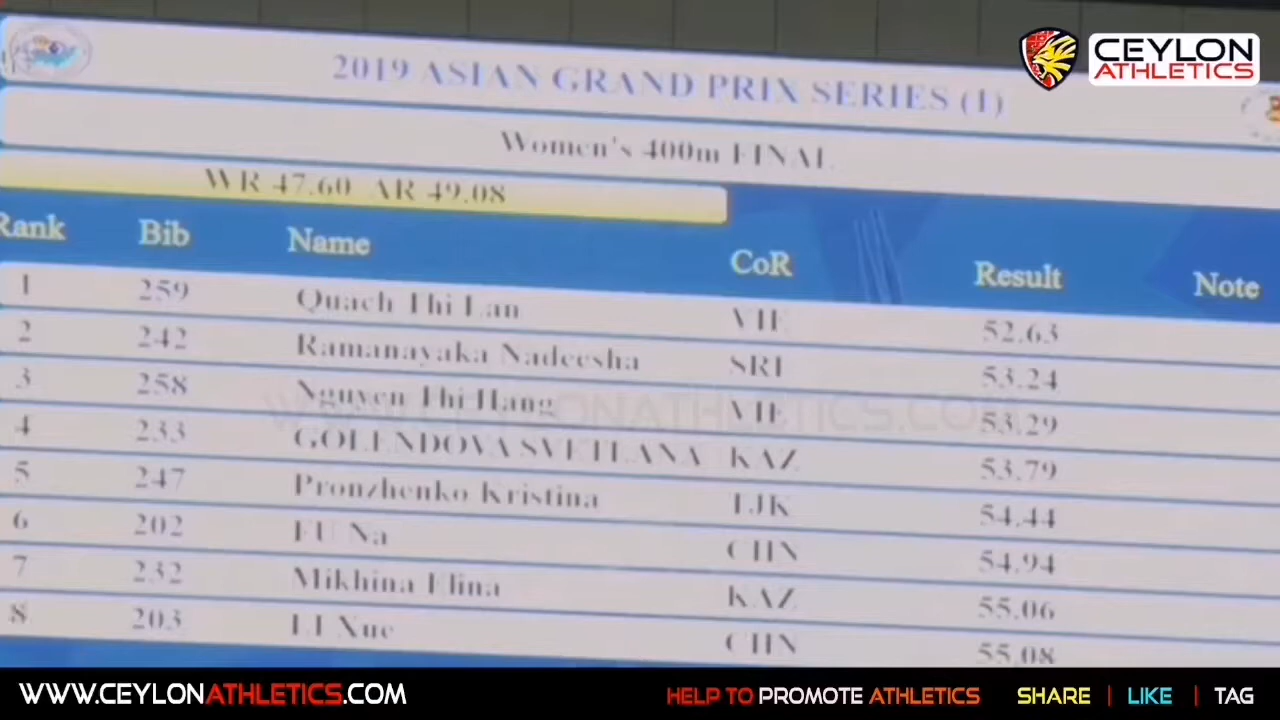 CEYLON
ATHLETICS
2019 ASIAN GRAND PRIX SERIES (1)
Women's 400m FINAL
WR 47.60 AR 49.08
Rank Bib Name CoR Result Note
1 259 Quach Thi Lan VIE 52.63
2 242 Ramanayaka Nadeesha SRI 53.24
3 258 Nguyen Thi Hang VIE 53.29
4 233 GOLENDOVA SVETLANA KAZ 53.79
5 247 Pronzhenko Kristina TJK 54.44
6 202 FU Na CHN 54.94
7 232 Mikhina Elina KAZ 55.06
8 203 LI Xue CHN 55.08
WWW.CEYLONATHLETICS.COM
WWW.CEYLONATHLETICS.COM HELP TO PROMOTE ATHLETICS SHARE | LIKE | TAG